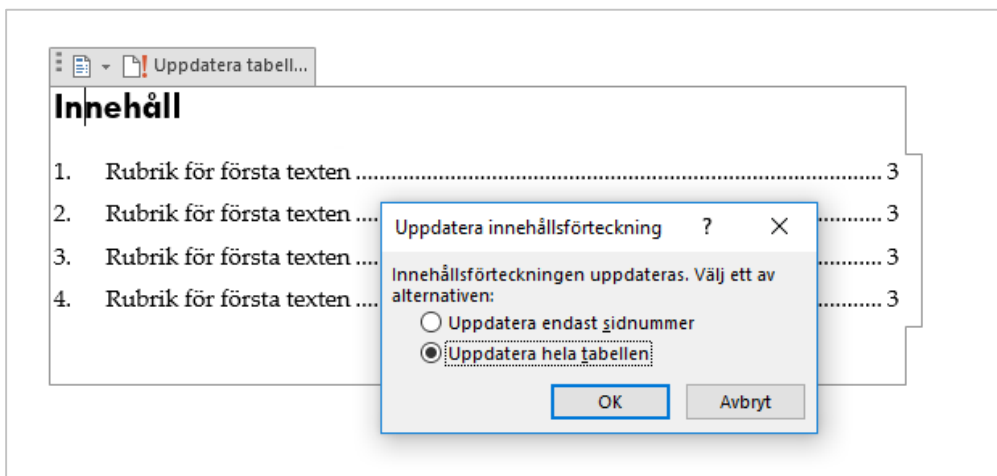 Uppdatera tabell...
Innehåll
1. Rubrik för första texten ........................................................................... 3
2. Rubrik för första texten .... ........... 3
3. Rubrik för första texten .... ........... 3
4. Rubrik för första texten .... ........... 3
Uppdatera innehållsförteckning ? ×
Innehållsförteckningen uppdateras. Välj ett av
alternativen:
Uppdatera endast sidnummer
Uppdatera hela tabellen
OK Avbryt